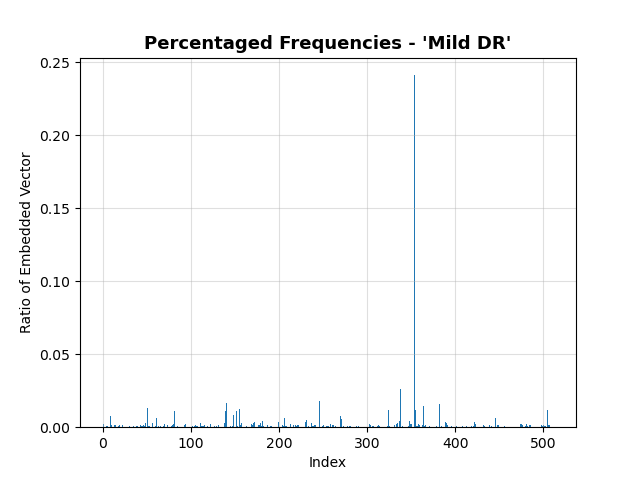 Percentaged Frequencies - 'Mild DR'
Ratio of Embedded Vector
0.25
0.20
0.15
0.10
0.05
0.00
0 100 200 300 400 500
Index